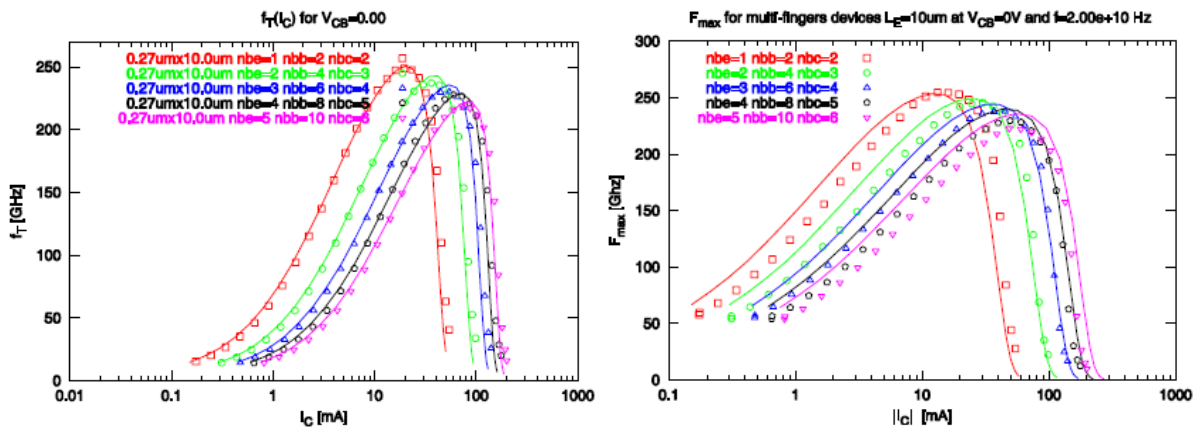 f_T(I_C) for V_CB=0.00
250
200
150
100
50
0
f_T [GHz]
0.27umx10.0um nbe=1 nbb=2 nbc=2
0.27umx10.0um nbe=2 nbb=4 nbc=3
0.27umx10.0um nbe=3 nbb=6 nbc=4
0.27umx10.0um nbe=4 nbb=8 nbc=5
0.27umx10.0um nbe=5 nbb=10 nbc=6
0.01 0.1 1 10 100 1000
I_C [mA]
F_max for multi-fingers devices L_E=10um at V_CB=0V and f=2.00e+10 Hz
300
250
200
150
100
50
0
F_max [Ghz]
nbe=1 nbb=2 nbc=2
nbe=2 nbb=4 nbc=3
nbe=3 nbb=6 nbc=4
nbe=4 nbb=8 nbc=5
nbe=5 nbb=10 nbc=6
0.1 1 10 100 1000
|I_C| [mA]